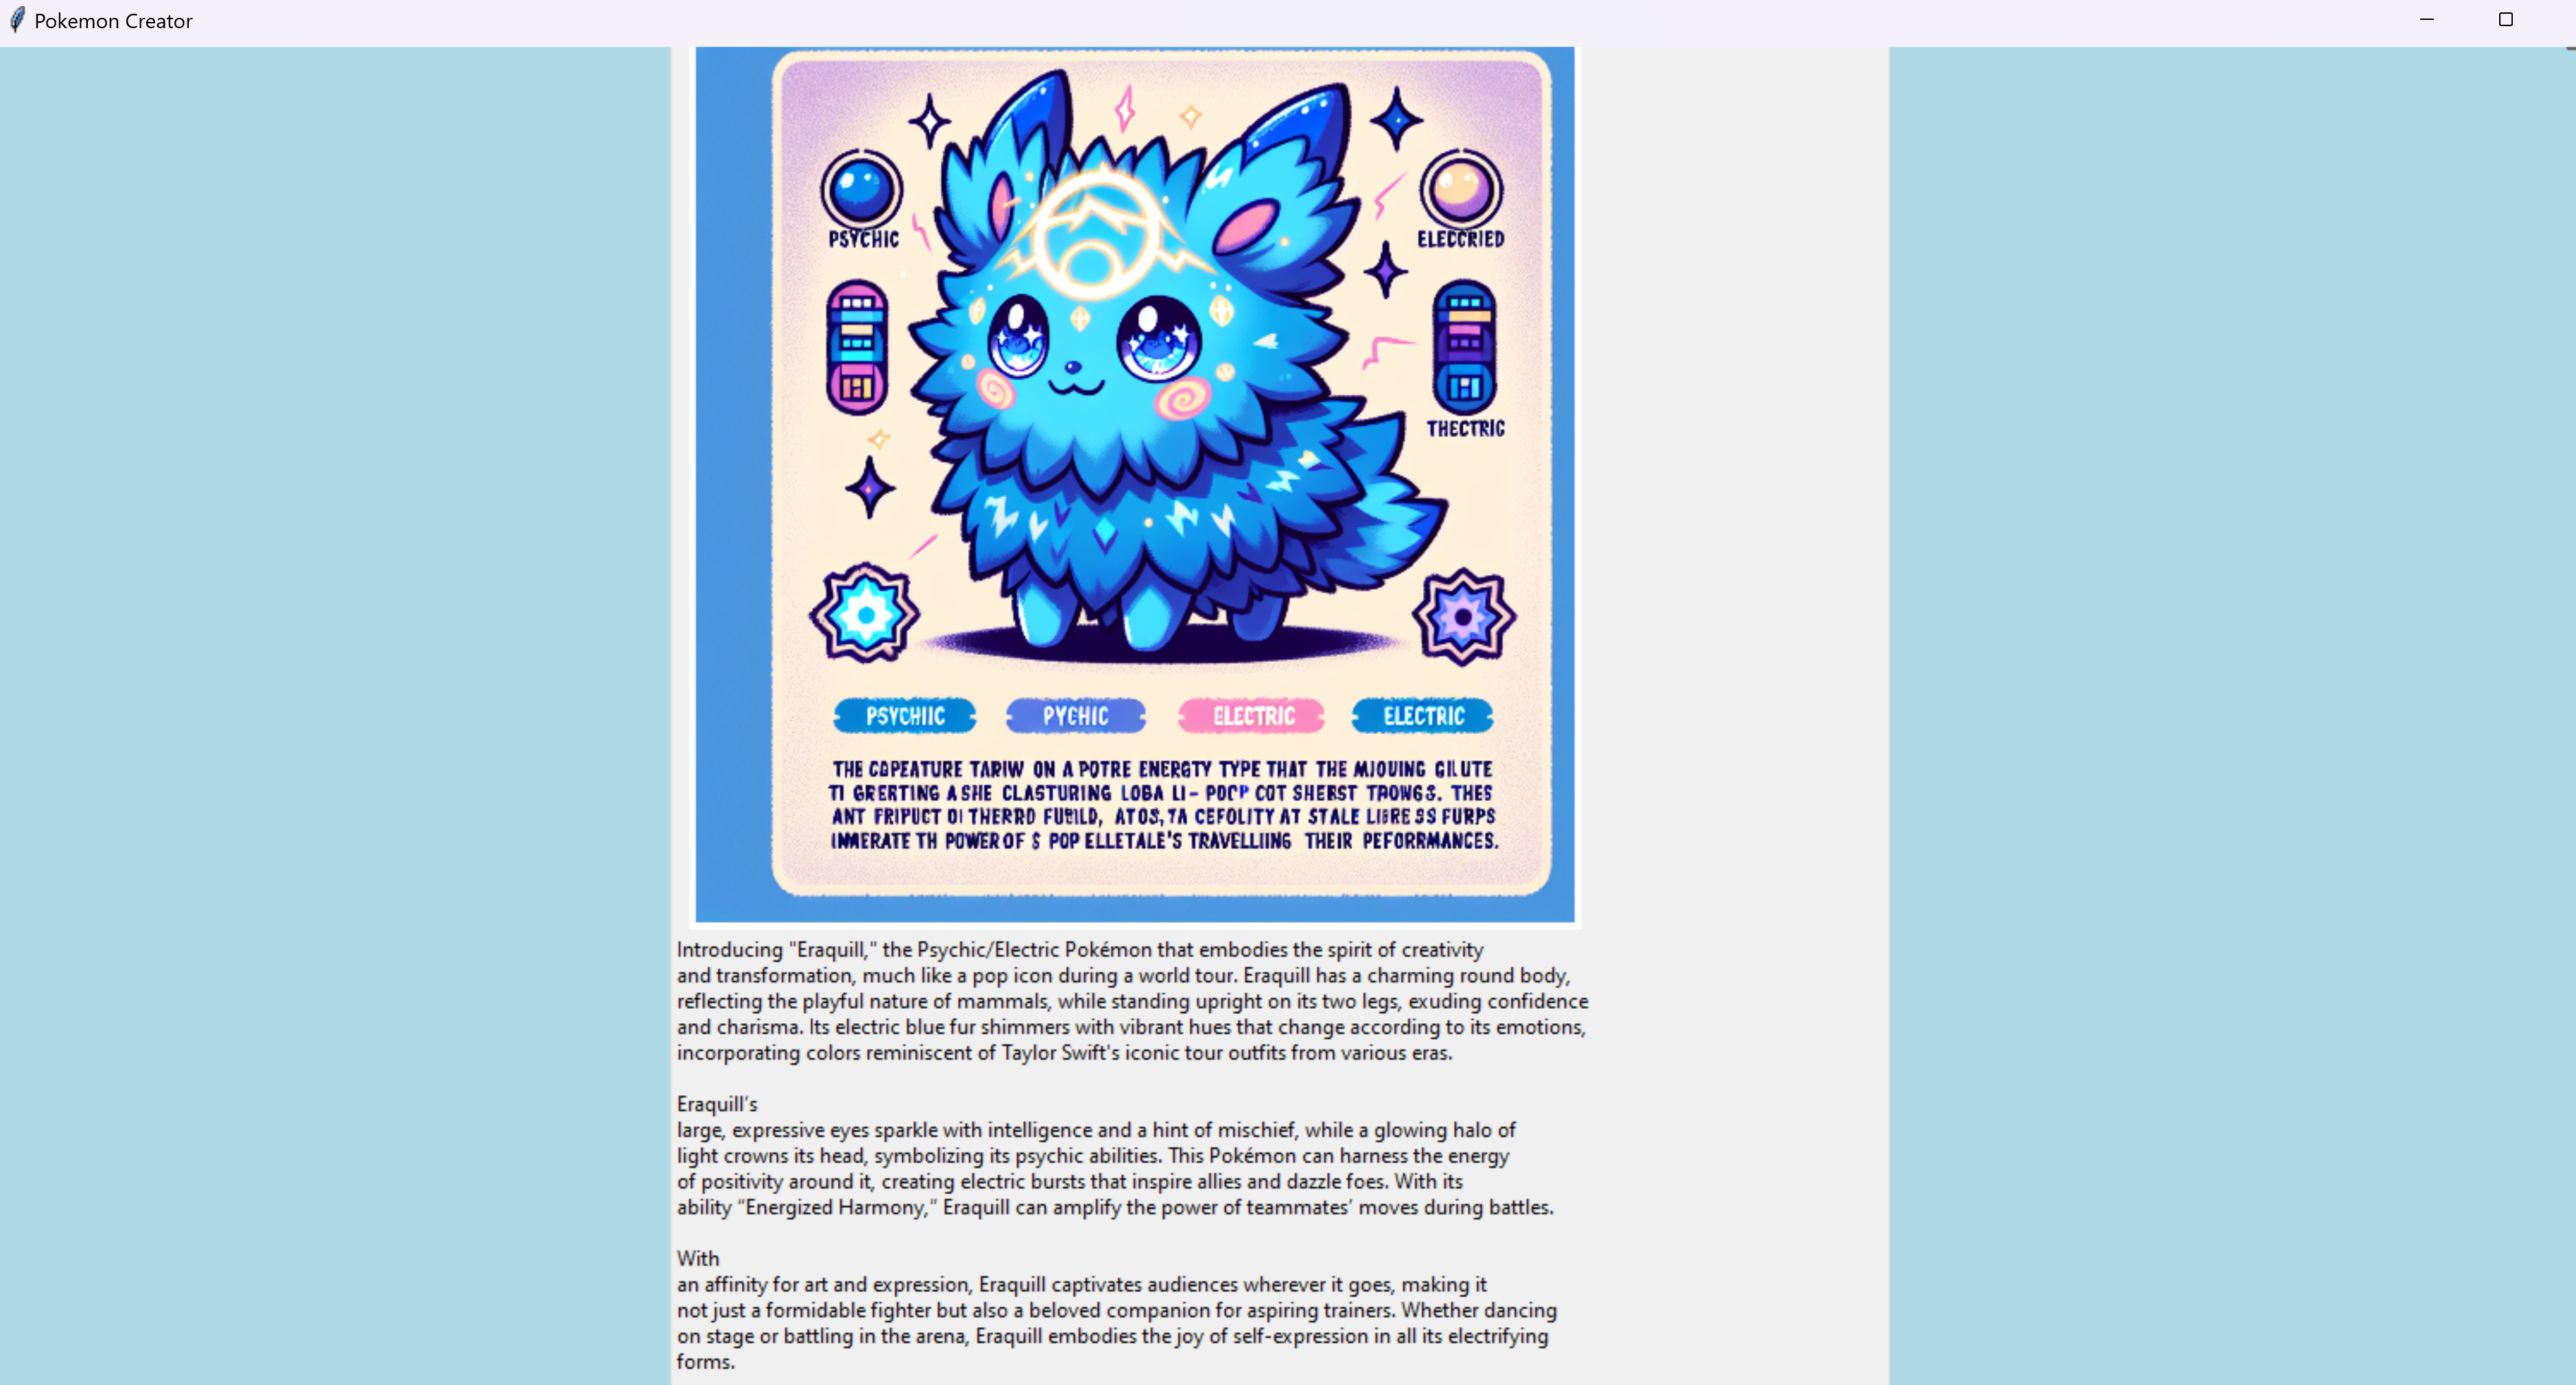 Pokemon Creator
PSYCHIC
ELECCRIED
THECTRIC
PSYCHIIC PYCHIC ELECTRIC ELECTRIC
THE COPEATURE TARIW ON A POTRE ENERGTY TYPE THAT THE MJOUING GILUTE
TI GRERTING A SHE CLASTURING LOBA LI- POCP COT SHERST TROWGS. THES
ANT FRIPUCT OI THERRD FUBILD, ATOS, TA CEFOLITY AT STALE LIBRE SS FURPS
INMERATE TH POWER OF S POP ELLETALE'S TRAVELLIING THEIR PEFORRMANCES.
Introducing "Eraquill," the Psychic/Electric Pokémon that embodies the spirit of creativity
and transformation, much like a pop icon during a world tour. Eraquill has a charming round body,
reflecting the playful nature of mammals, while standing upright on its two legs, exuding confidence
and charisma. Its electric blue fur shimmers with vibrant hues that change according to its emotions,
incorporating colors reminiscent of Taylor Swift's iconic tour outfits from various eras.
Eraquill’s
large, expressive eyes sparkle with intelligence and a hint of mischief, while a glowing halo of
light crowns its head, symbolizing its psychic abilities. This Pokémon can harness the energy
of positivity around it, creating electric bursts that inspire allies and dazzle foes. With its
ability “Energized Harmony,” Eraquill can amplify the power of teammates’ moves during battles.
With
an affinity for art and expression, Eraquill captivates audiences wherever it goes, making it
not just a formidable fighter but also a beloved companion for aspiring trainers. Whether dancing
on stage or battling in the arena, Eraquill embodies the joy of self-expression in all its electrifying
forms.